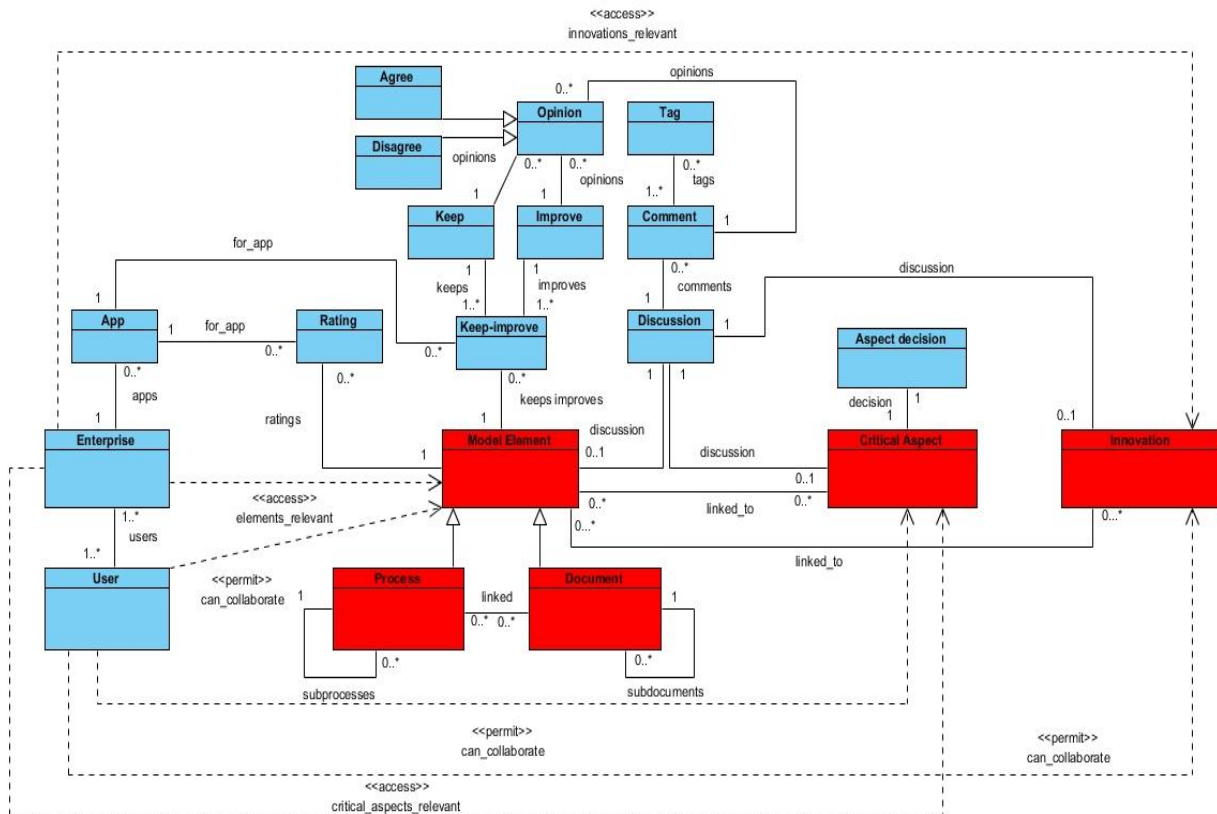 <<access>>
innovations_relevant
opinions
Agree
0..*
Opinion
Tag
Disagree
opinions
0..*
0..*
0..*
opinions
tags
1
1
1..*
Keep
Improve
Comment
1
for_app
1
1
0..*
discussion
keeps
improves
comments
1
1..*
1..*
1
App
1
for_app
Rating
Keep-improve
Discussion
1
Aspect decision
0..*
0..*
0..*
0..*
0..*
1
1
apps
keeps improves
decision
1
ratings
discussion
0..1
1
1
1
Enterprise
Model Element
Critical Aspect
Innovation
1
0..1
discussion
0..1
<<access>>
elements_relevant
0..*
0..*
linked_to
1..*
0...*
0...*
users
1..*
linked_to
User
<<permit>>
can_collaborate
Process
Document
1
linked
1
0..*
0..*
0..*
0..*
subprocesses
subdocuments
<<permit>>
can_collaborate
<<permit>>
can_collaborate
<<access>>
critical_aspects_relevant